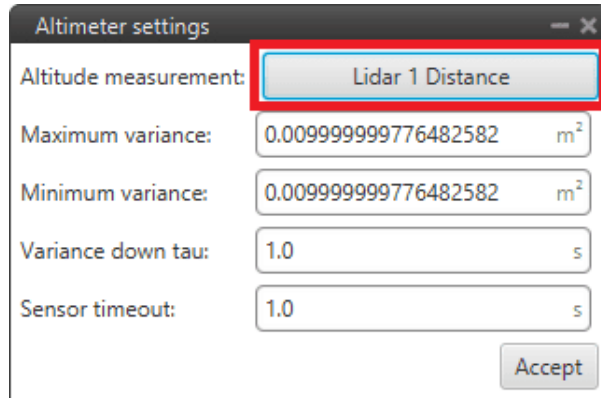 Altimeter settings
Altitude measurement: Lidar 1 Distance
Maximum variance: 0.009999999776482582 m²
Minimum variance: 0.009999999776482582 m²
Variance down tau: 1.0 s
Sensor timeout: 1.0 s
Accept